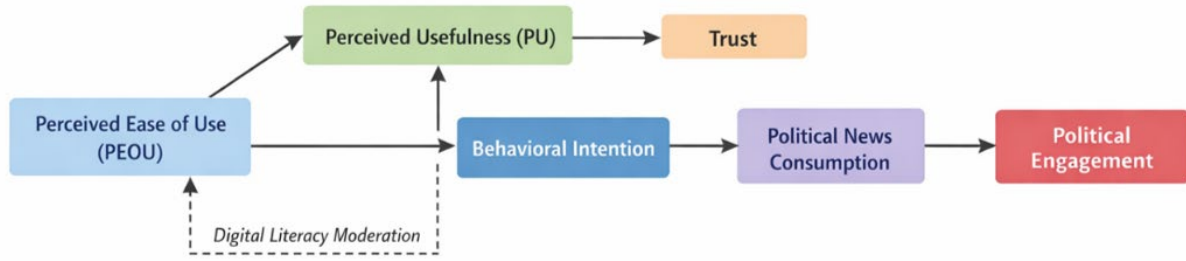 Perceived Usefulness (PU)
Trust
Perceived Ease of Use
(PEOU)
Behavioral Intention
Political News
Consumption
Political
Engagement
Digital Literacy Moderation